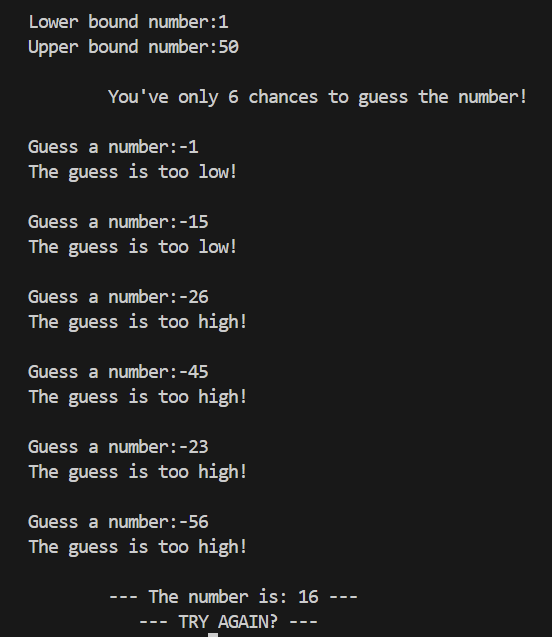 Lower bound number:1
Upper bound number:50
You've only 6 chances to guess the number!
Guess a number:-1
The guess is too low!
Guess a number:-15
The guess is too low!
Guess a number:-26
The guess is too high!
Guess a number:-45
The guess is too high!
Guess a number:-23
The guess is too high!
Guess a number:-56
The guess is too high!
--- The number is: 16 ---
--- TRY AGAIN? ---